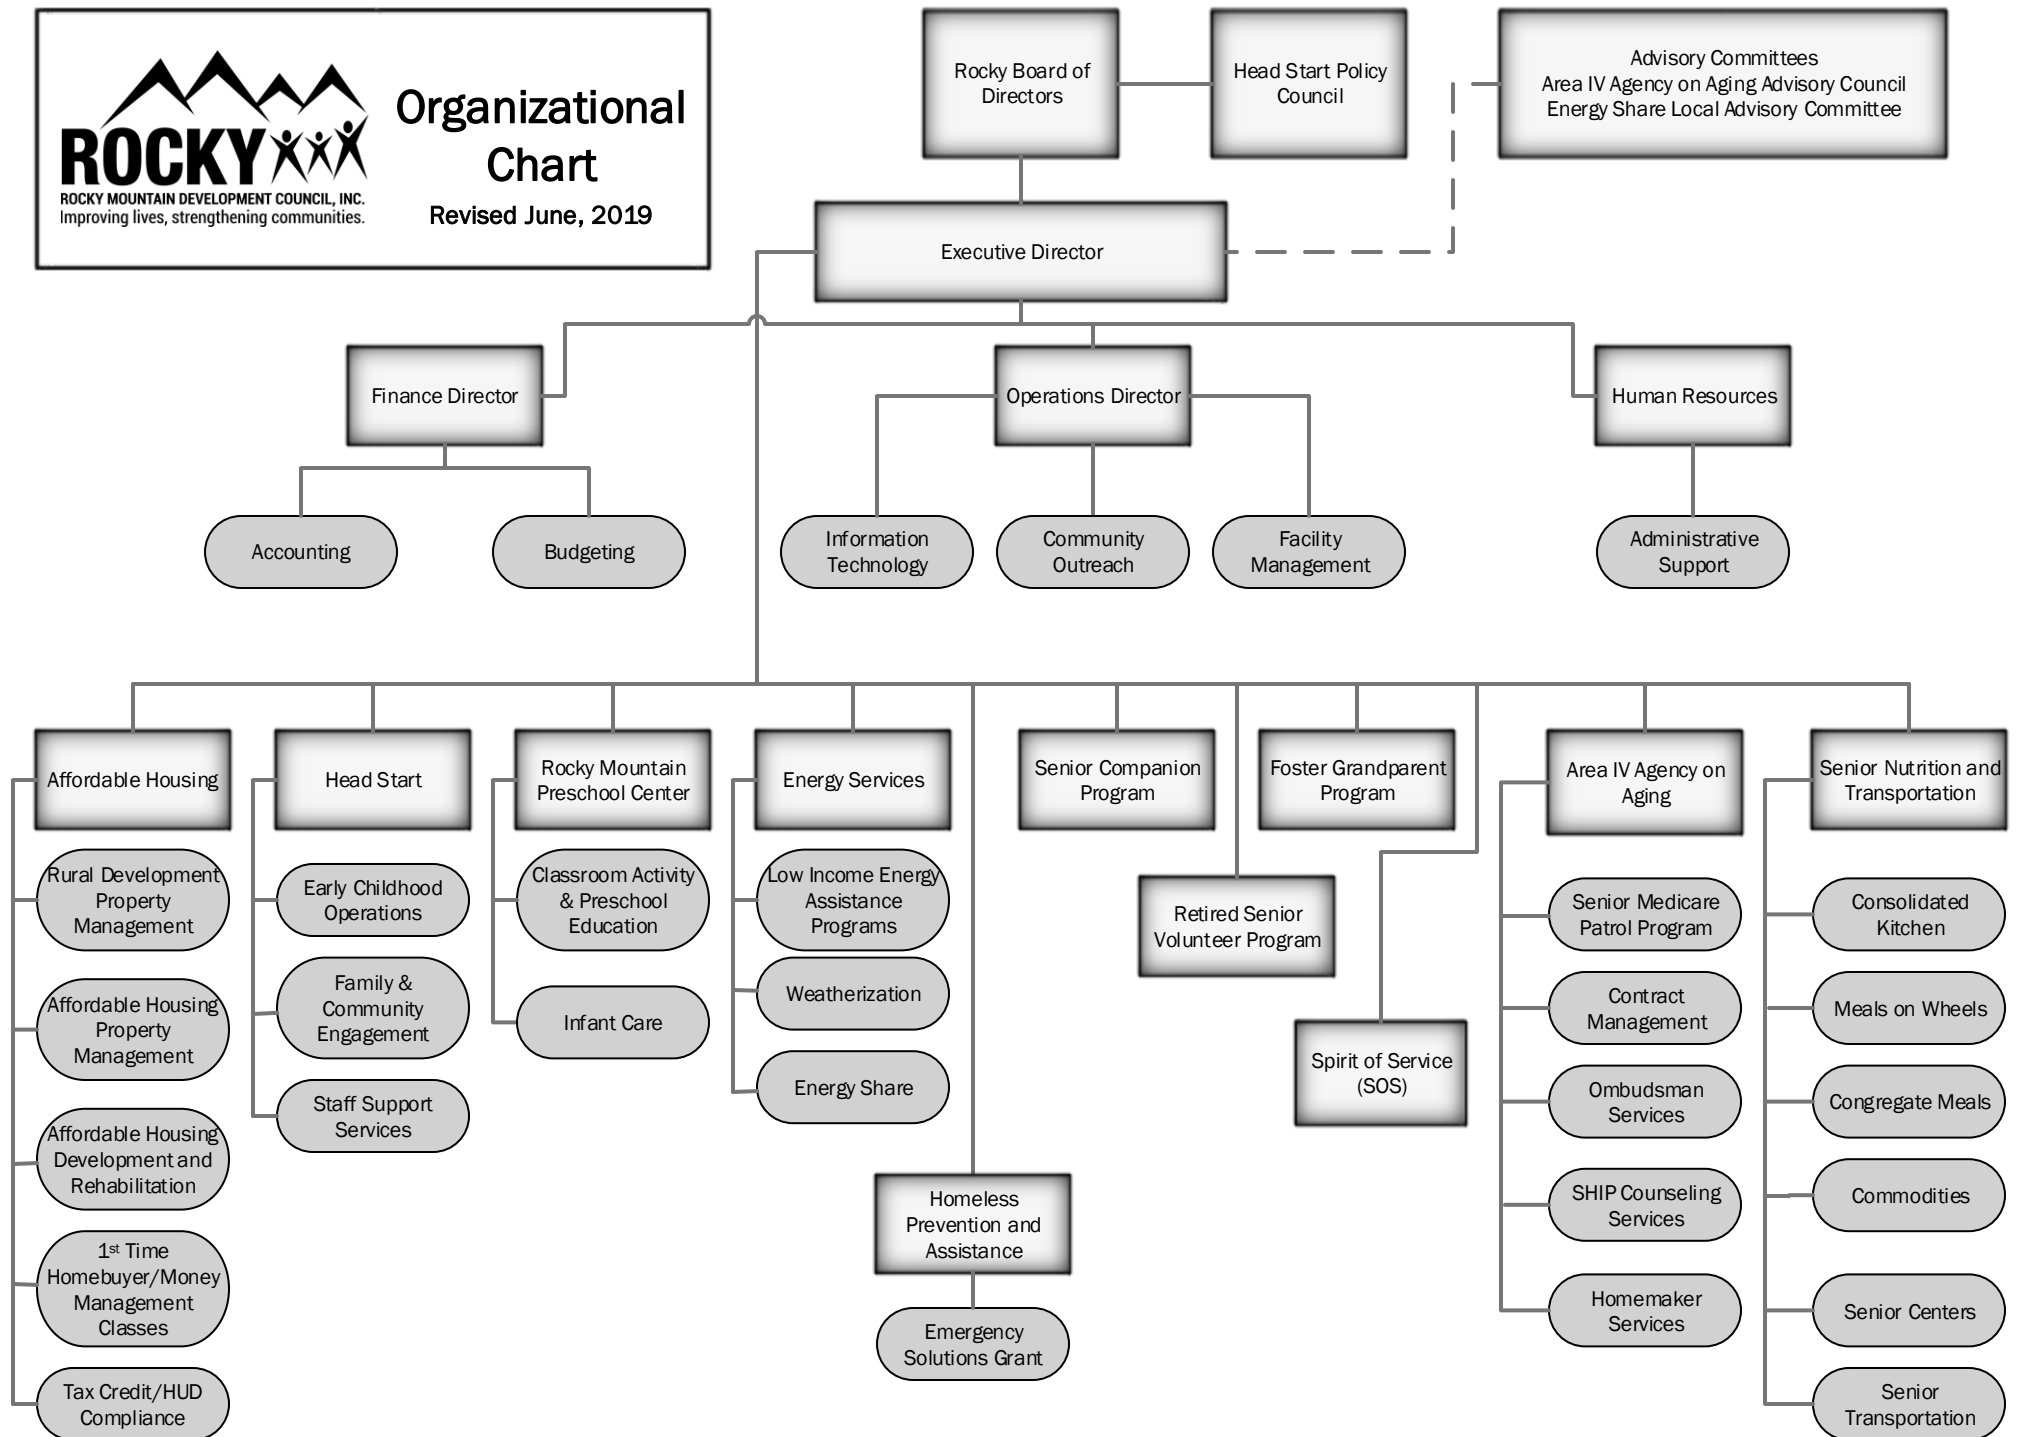 ROCKY
ROCKY MOUNTAIN DEVELOPMENT COUNCIL, INC.
Improving lives, strengthening communities.
Organizational
Chart
Revised June, 2019
Rocky Board of
Directors
Head Start Policy
Council
Advisory Committees
Area IV Agency on Aging Advisory Council
Energy Share Local Advisory Committee
Executive Director
Finance Director
Operations Director
Human Resources
Accounting
Budgeting
Information
Technology
Community
Outreach
Facility
Management
Administrative
Support
Affordable Housing
Head Start
Rocky Mountain
Preschool Center
Energy Services
Senior Companion
Program
Foster Grandparent
Program
Area IV Agency on
Aging
Senior Nutrition and
Transportation
Rural Development
Property
Management
Affordable Housing
Property
Management
Affordable Housing
Development and
Rehabilitation
1st Time
Homebuyer/Money
Management
Classes
Tax Credit/HUD
Compliance
Early Childhood
Operations
Family &
Community
Engagement
Staff Support
Services
Classroom Activity
& Preschool
Education
Infant Care
Low Income Energy
Assistance
Programs
Weatherization
Energy Share
Homeless
Prevention and
Assistance
Emergency
Solutions Grant
Retired Senior
Volunteer Program
Spirit of Service
(SOS)
Senior Medicare
Patrol Program
Contract
Management
Ombudsman
Services
SHIP Counseling
Services
Homemaker
Services
Consolidated
Kitchen
Meals on Wheels
Congregate Meals
Commodities
Senior Centers
Senior
Transportation